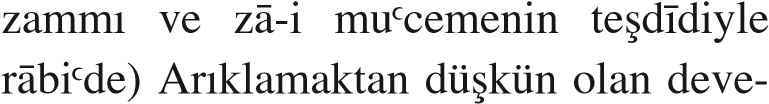 zammı ve zā-i muᶜcemenin teşdīdiyle
rābiᶜde) Arıklamaktan düşkün olan deve-